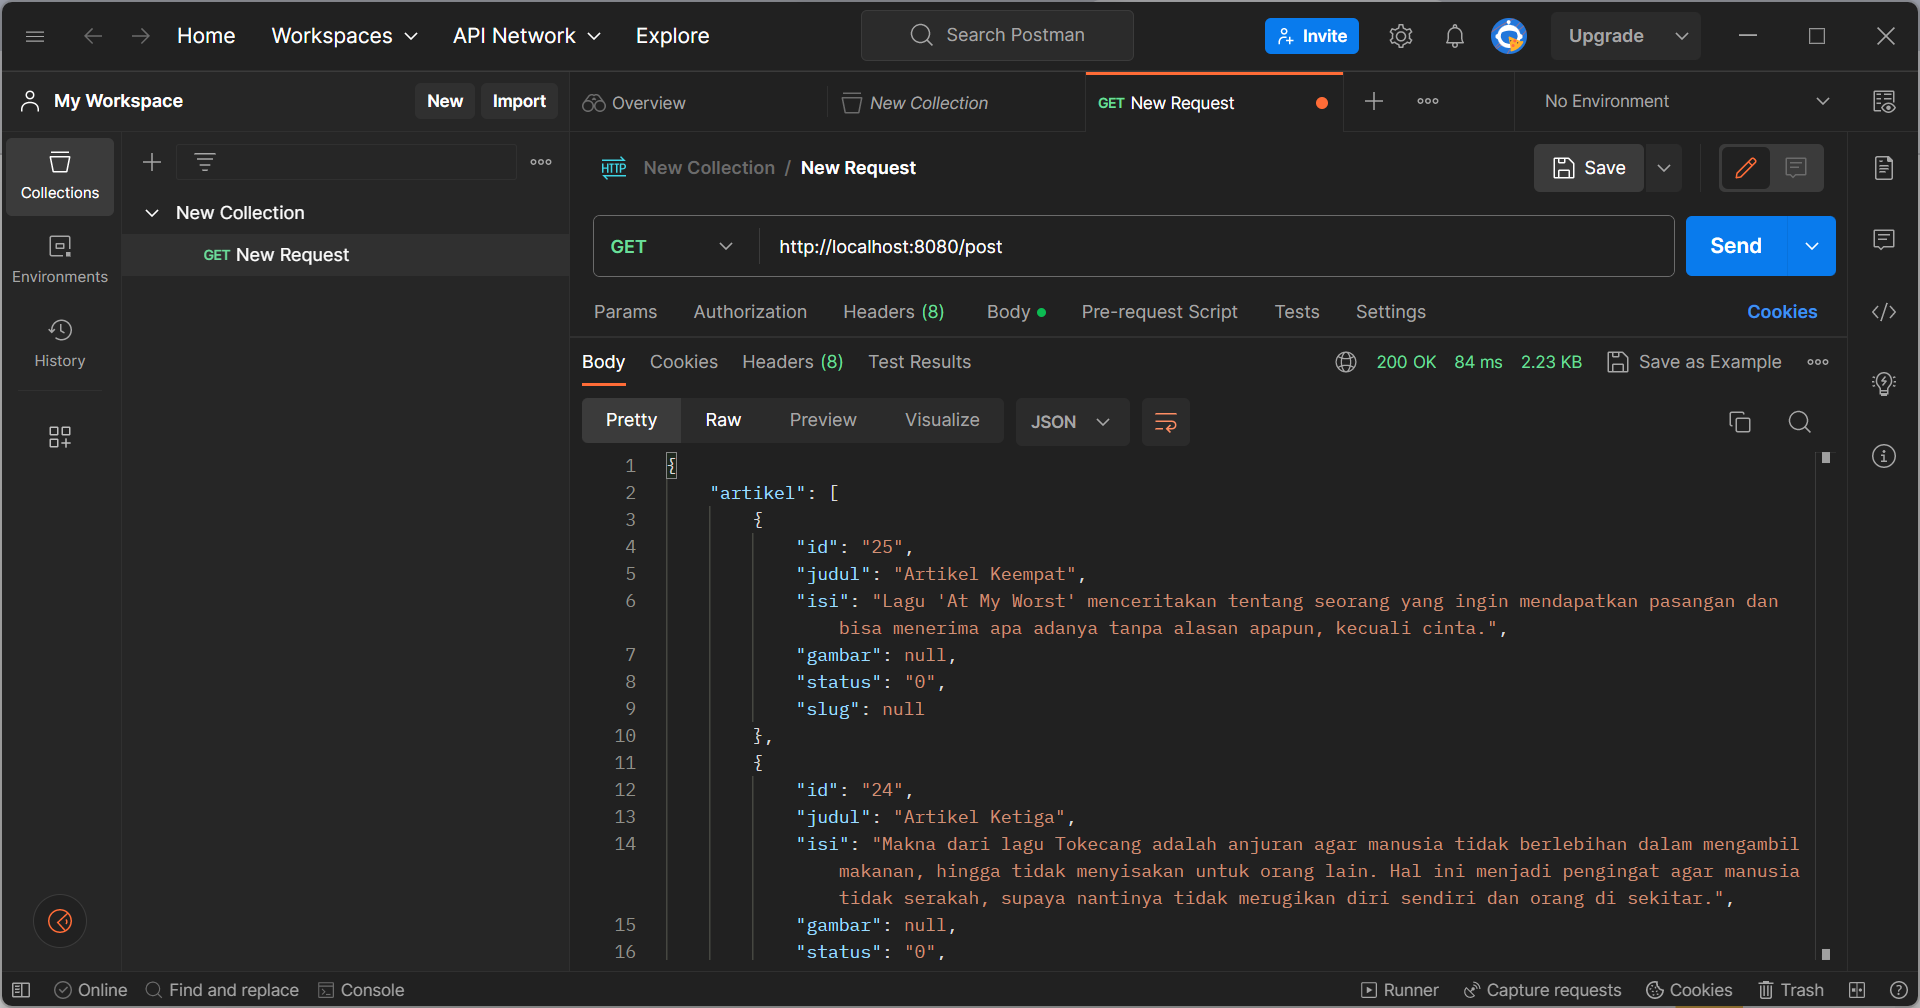 Home Workspaces API Network Explore Search Postman Invite Upgrade
My Workspace New Import Overview New Collection GET New Request No Environment
Collections
Environments
History
New Collection
GET New Request
HTTP New Collection / New Request Save
GET http://localhost:8080/post Send
Params Authorization Headers (8) Body Pre-request Script Tests Settings Cookies
Body Cookies Headers (8) Test Results 200 OK 84 ms 2.23 KB Save as Example
Pretty Raw Preview Visualize JSON
1 {
2 "artikel": [
3 {
4 "id": "25",
5 "judul": "Artikel Keempat",
6 "isi": "Lagu 'At My Worst' menceritakan tentang seorang yang ingin mendapatkan pasangan dan
bisa menerima apa adanya tanpa alasan apapun, kecuali cinta.",
7 "gambar": null,
8 "status": "0",
9 "slug": null
10 },
11 {
12 "id": "24",
13 "judul": "Artikel Ketiga",
14 "isi": "Makna dari lagu Tokecang adalah anjuran agar manusia tidak berlebihan dalam mengambil
makanan, hingga tidak menyisakan untuk orang lain. Hal ini menjadi pengingat agar manusia
tidak serakah, supaya nantinya tidak merugikan diri sendiri dan orang di sekitar.",
15 "gambar": null,
16 "status": "0",
Online Find and replace Console Runner Capture requests Cookies Trash